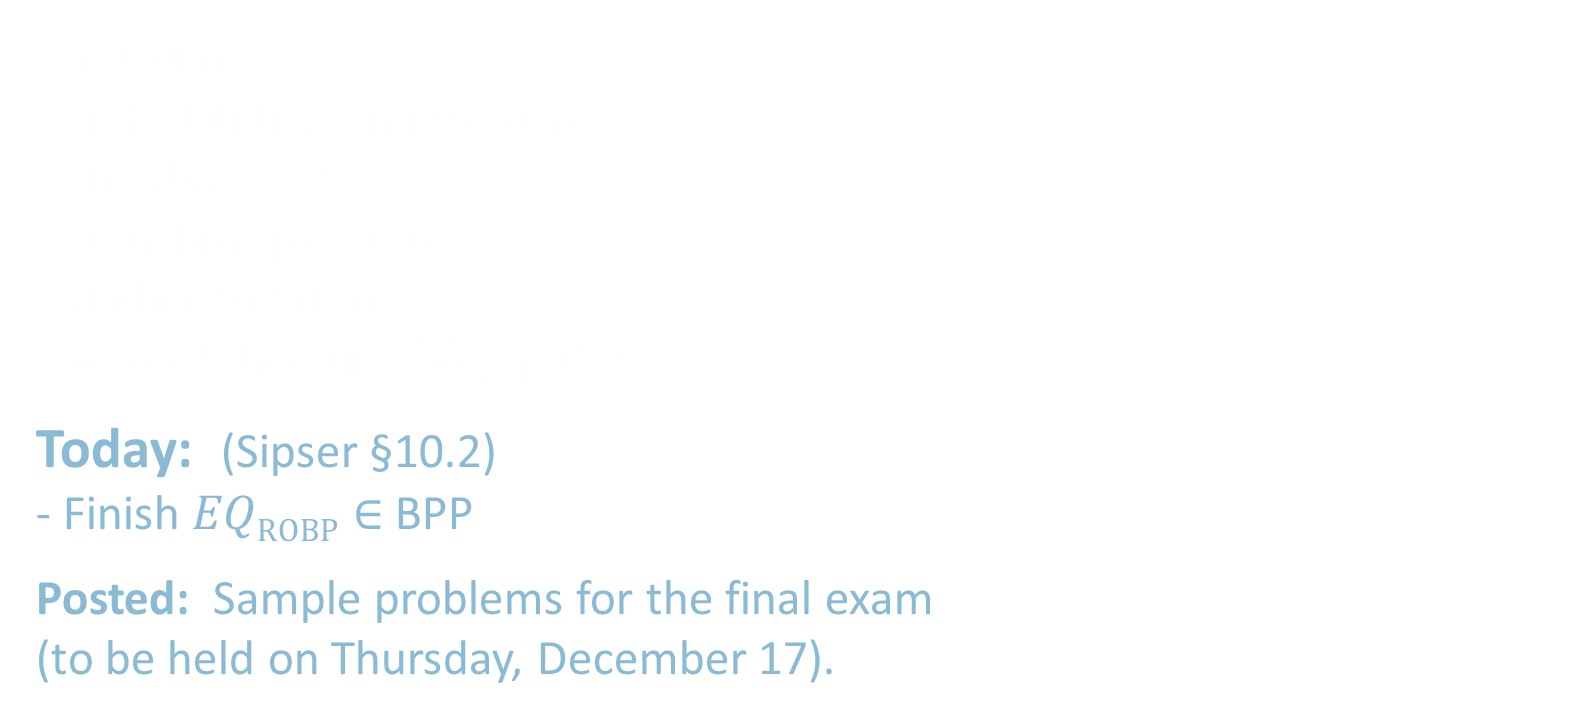 Today: (Sipser §10.2)
- Finish 𝐸𝑄ROBP ∈ BPP
Posted: Sample problems for the final exam
(to be held on Thursday, December 17).